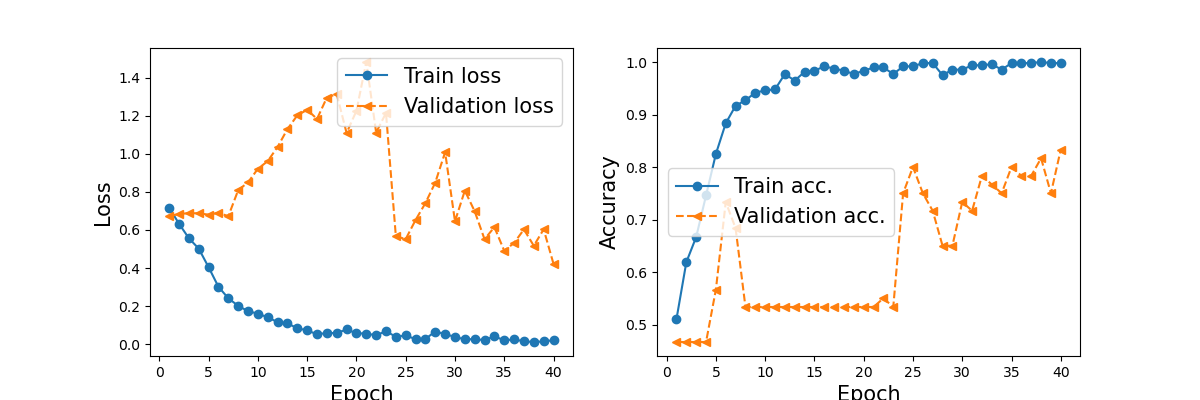 Train loss
Validation loss
Loss
1.4
1.2
1.0
0.8
0.6
0.4
0.2
0.0
0 5 10 15 20 25 30 35 40
Epoch
Train acc.
Validation acc.
Accuracy
1.0
0.9
0.8
0.7
0.6
0.5
0 5 10 15 20 25 30 35 40
Epoch